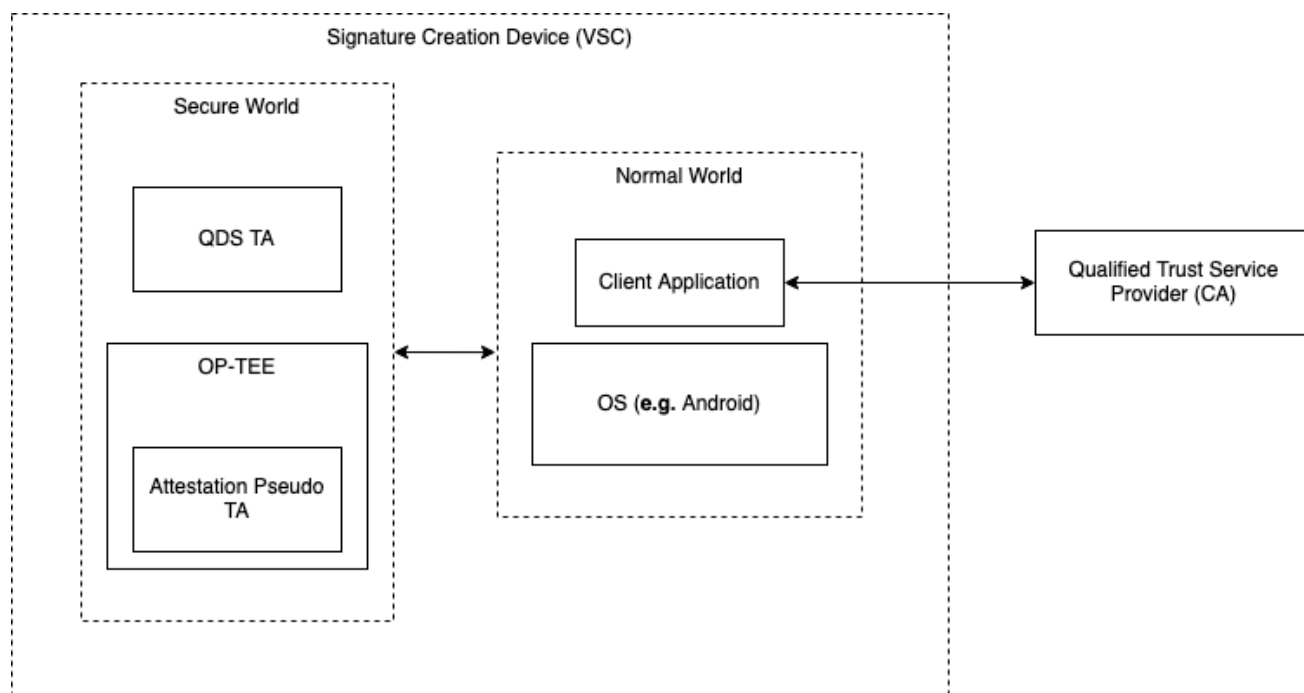 Signature Creation Device (VSC)
Secure World
QDS TA
OP-TEE
Attestation Pseudo
TA
Normal World
Client Application
OS (e.g. Android)
Qualified Trust Service
Provider (CA)